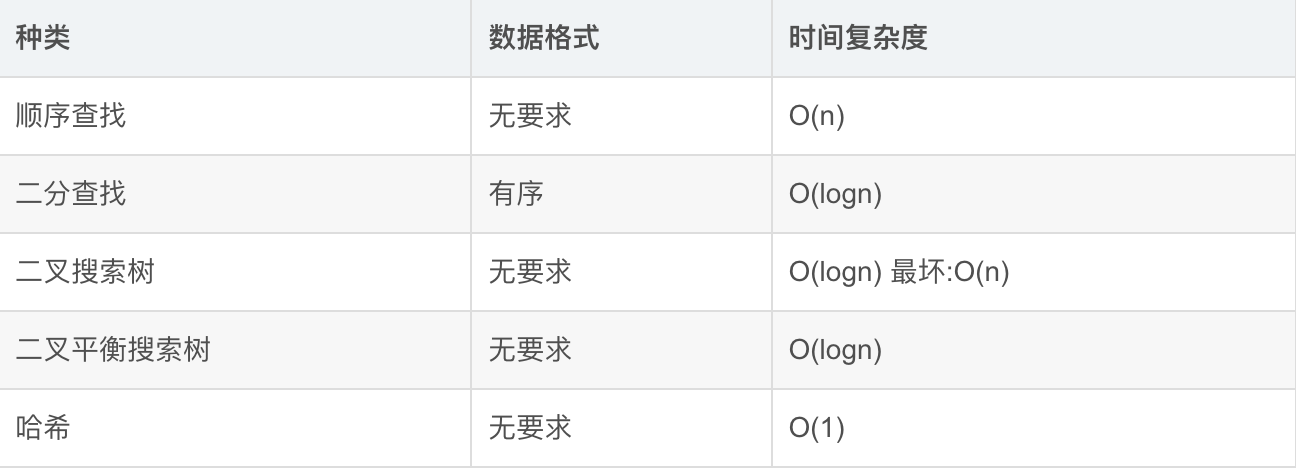 种类 数据格式 时间复杂度
顺序查找 无要求 O(n)
二分查找 有序 O(logn)
二叉搜索树 无要求 O(logn) 最坏:O(n)
二叉平衡搜索树 无要求 O(logn)
哈希 无要求 O(1)